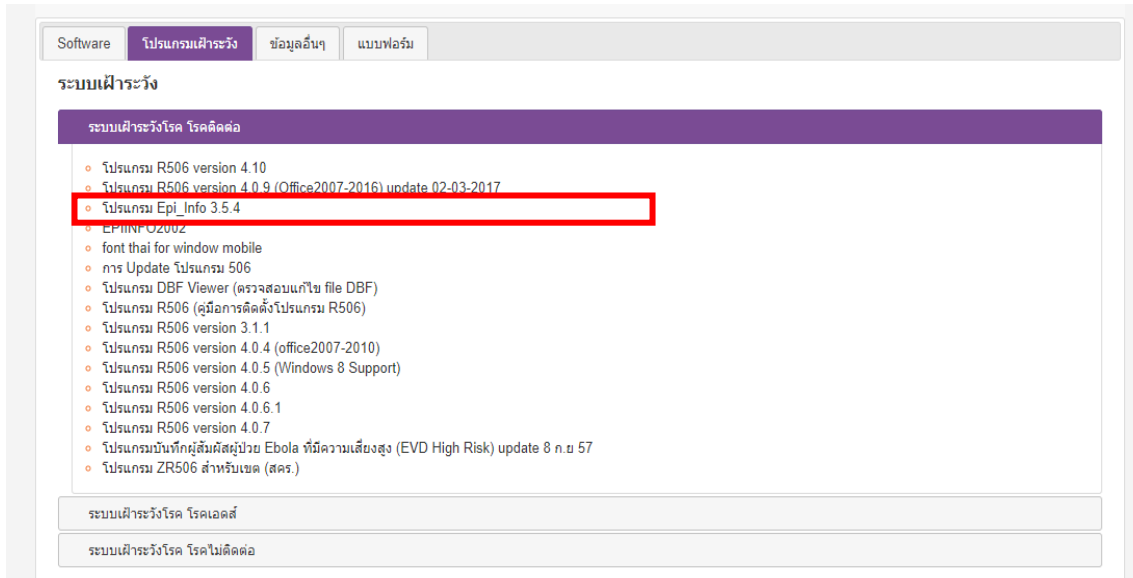 Software โปรแกรมเฝ้าระวัง ข้อมูลอื่นๆ แบบฟอร์ม
ระบบเฝ้าระวัง
ระบบเฝ้าระวังโรค โรคติดต่อ
โปรแกรม R506 version 4.10
โปรแกรม R506 version 4.0.9 (Office2007-2016) update 02-03-2017
โปรแกรม Epi_Info 3.5.4
EPIINFO2002
font thai for window mobile
การ Update โปรแกรม 506
โปรแกรม DBF Viewer (ตรวจสอบแก้ไข file DBF)
โปรแกรม R506 (คู่มือการติดตั้งโปรแกรม R506)
โปรแกรม R506 version 3.1.1
โปรแกรม R506 version 4.0.4 (office2007-2010)
โปรแกรม R506 version 4.0.5 (Windows 8 Support)
โปรแกรม R506 version 4.0.6
โปรแกรม R506 version 4.0.6.1
โปรแกรม R506 version 4.0.7
โปรแกรมบันทึกผู้สัมผัสผู้ป่วย Ebola ที่มีความเสี่ยงสูง (EVD High Risk) update 8 ก.ย 57
โปรแกรม ZR506 สำหรับเขต (สคร.)
ระบบเฝ้าระวังโรค โรคเอดส์
ระบบเฝ้าระวังโรค โรคไม่ติดต่อ